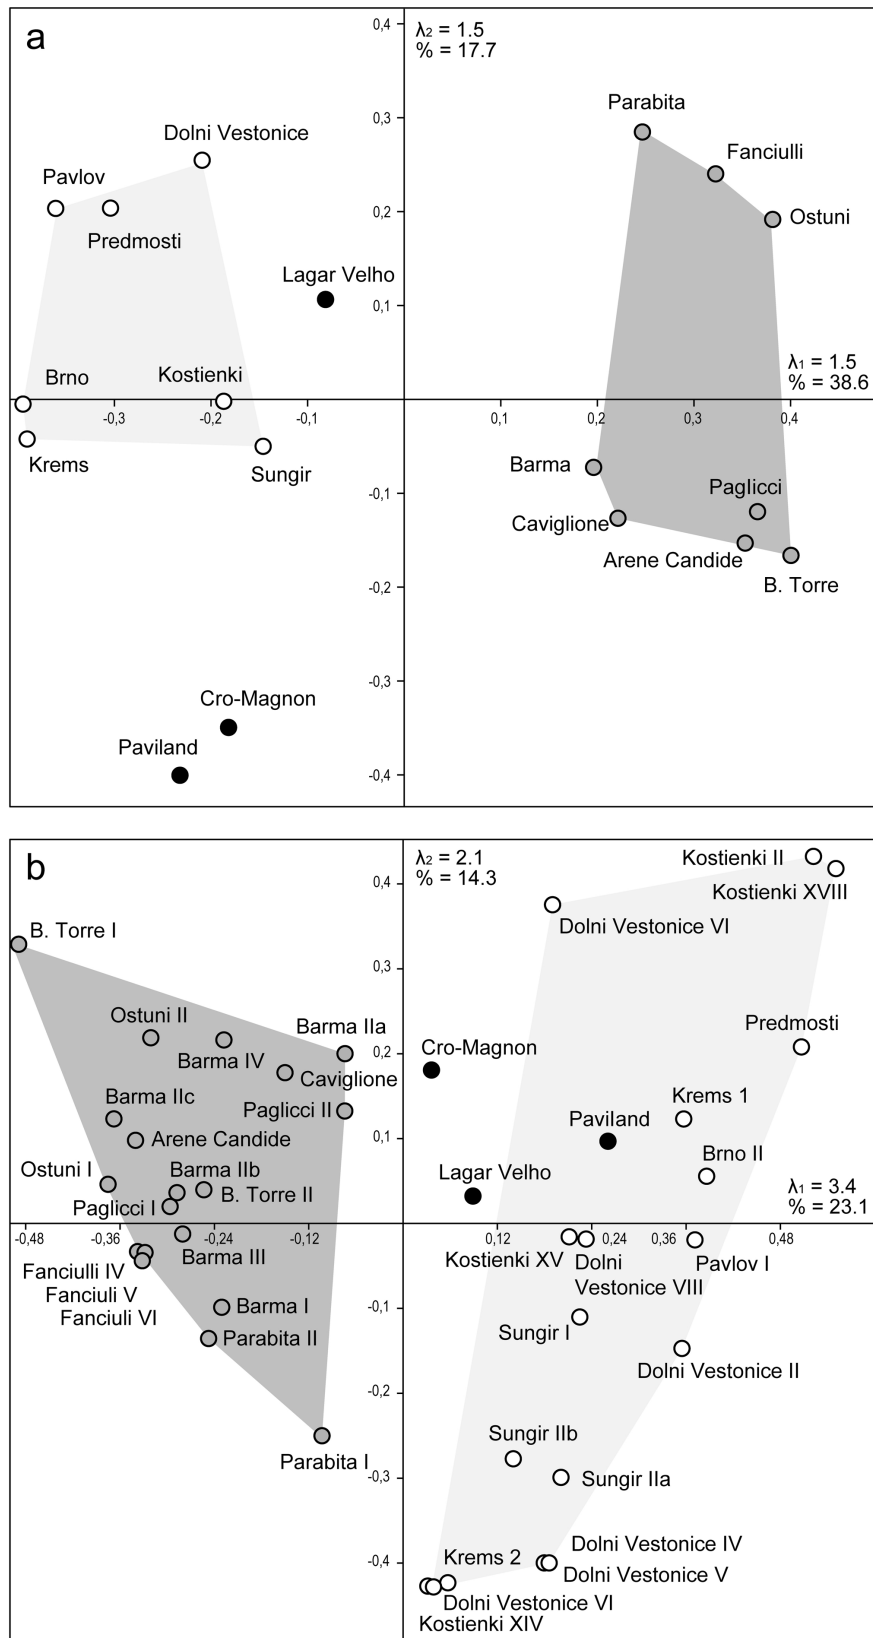 a
λ2 = 1.5
% = 17.7
0,4
0,3
Parabita
Dolni Vestonice
Fanciulli
Pavlov
0,2
Ostuni
Predmosti
Lagar Velho
0,1
λ1 = 1.5
% = 38.6
Brno
Kostienki
-0,3
-0,2
-0,1
0,1
0,2
0,3
0,4
Krems
Sungir
Barma
Paglicci
-0,1
Caviglione
Arene Candide
-0,2
B. Torre
-0,3
Cro-Magnon
Paviland
-0,4
b
λ2 = 2.1
% = 14.3
Kostienki II
0,4
Kostienki XVIII
B. Torre I
Dolni Vestonice VI
0,3
Ostuni II
Barma IIa
Predmosti
Barma IV
0,2
Cro-Magnon
Caviglione
Barma IIc
Paglicci II
Krems 1
Paviland
Arene Candide
0,1
Brno II
Ostuni I
Barma IIb
Lagar Velho
B. Torre II
λ1 = 3.4
% = 23.1
Paglicci I
-0,48
-0,36
-0,24
-0,12
0,12
0,24
0,36
0,48
Barma III
Kostienki XV
Dolni
Vestonice VIII
Pavlov I
Fanciulli IV
Fanciuli V
Fanciuli VI
Barma I
-0,1
Sungir I
Parabita II
Dolni Vestonice II
-0,2
Sungir IIb
Parabita I
-0,3
Sungir IIa
Dolni Vestonice IV
Krems 2
-0,4
Dolni Vestonice V
Dolni Vestonice VI
Kostienki XIV